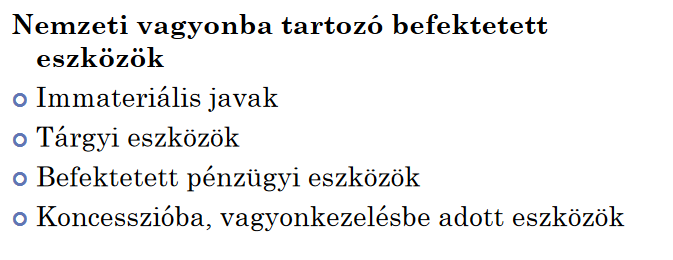 Nemzeti vagyonba tartozó befektetett
eszközök
Immateriális javak
Tárgyi eszközök
Befektetett pénzügyi eszközök
Koncesszióba, vagyonkezelésbe adott eszközök